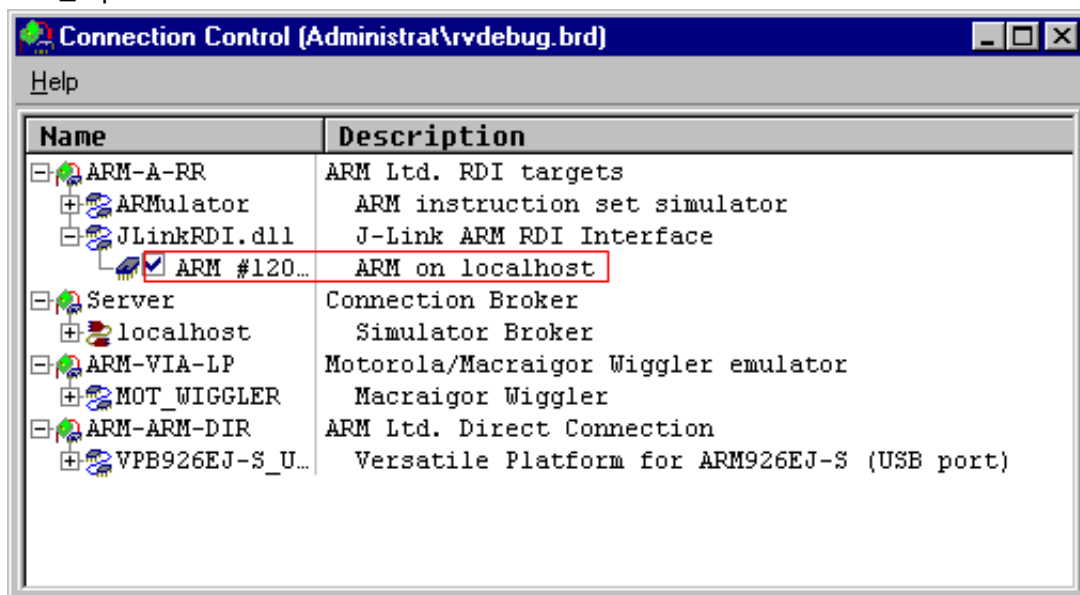 Connection Control (Administrat\rvdebug.brd)
Help
Name Description
ARM-A-RR ARM Ltd. RDI targets
ARMulator ARM instruction set simulator
JLinkRDI.dll J-Link ARM RDI Interface
ARM #120… ARM on localhost
Server Connection Broker
localhost Simulator Broker
ARM-VIA-LP Motorola/Macraigor Wiggler emulator
MOT_WIGGLER Macraigor Wiggler
ARM-ARM-DIR ARM Ltd. Direct Connection
VPB926EJ-S_U… Versatile Platform for ARM926EJ-S (USB port)